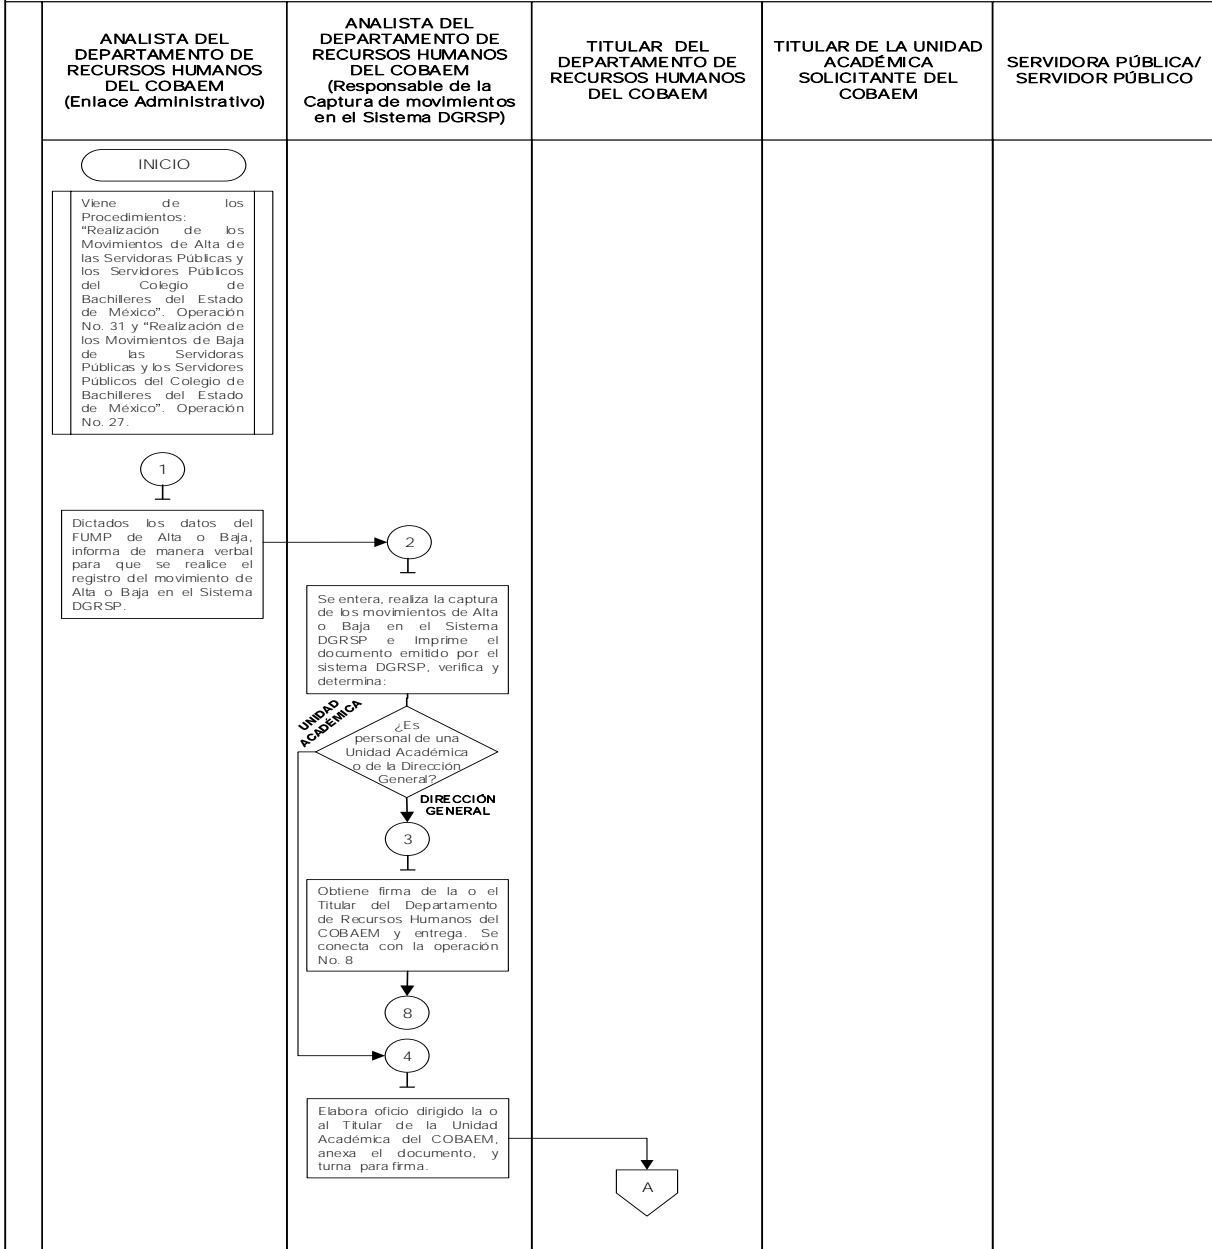 ANALISTA DEL
DEPARTAMENTO DE
RECURSOS HUMANOS
DEL COBAEM
(Enlace Administrativo)
ANALISTA DEL
DEPARTAMENTO DE
RECURSOS HUMANOS
DEL COBAEM
(Responsable de la
Captura de movimientos
en el Sistema DGRSP)
TITULAR DEL
DEPARTAMENTO DE
RECURSOS HUMANOS
DEL COBAEM
TITULAR DE LA UNIDAD
ACADÉMICA
SOLICITANTE DEL
COBAEM
SERVIDORA PÚBLICA/
SERVIDOR PÚBLICO
INICIO
Viene de los
Procedimientos:
"Realización de los
Movimientos de Alta de
las Servidoras Públicas y
los Servidores Públicos
del Colegio de
Bachilleres del Estado
de México". Operación
No. 31 y "Realización de
los Movimientos de Baja
de las Servidoras
Públicas y los Servidores
Públicos del Colegio de
Bachilleres del Estado
de México". Operación
No. 27.
1
Dictados los datos del
FUMP de Alta o Baja,
informa de manera verbal
para que se realice el
registro del movimiento de
Alta o Baja en el Sistema
DGRSP.
2
Se entera, realiza la captura
de los movimientos de Alta
o Baja en el Sistema
DGRSP e Imprime el
documento emitido por el
sistema DGRSP, verifica y
determina:
UNIDAD
ACADÉMICA
¿Es
personal de una
Unidad Académica
o de la Dirección
General?
DIRECCIÓN
GENERAL
3
Obtiene firma de la o el
Titular del Departamento
de Recursos Humanos del
COBAEM y entrega. Se
conecta con la operación
No. 8
8
4
Elabora oficio dirigido la o
al Titular de la Unidad
Académica del COBAEM,
anexa el documento, y
turna para firma.
A